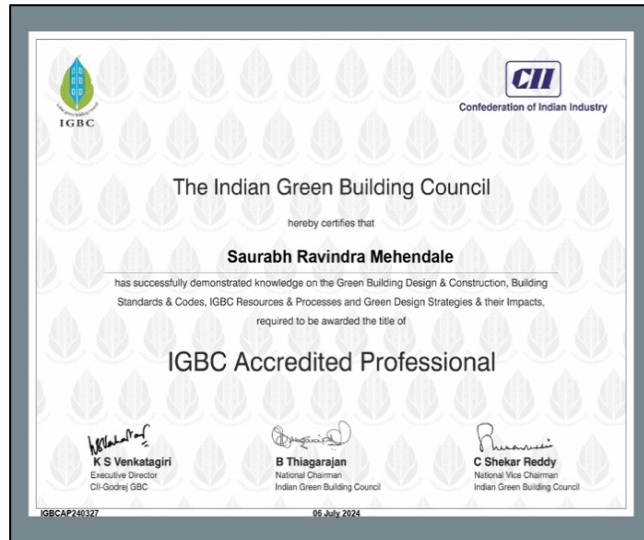 IGBC
CII
Confederation of Indian Industry
The Indian Green Building Council
hereby certifies that
Saurabh Ravindra Mehendale
has successfully demonstrated knowledge on the Green Building Design & Construction, Building
Standards & Codes, IGBC Resources & Processes and Green Design Strategies & their Impacts,
required to be awarded the title of
IGBC Accredited Professional
K S Venkatagiri
Executive Director
CII-Godrej GBC
B Thiagarajan
National Chairman
Indian Green Building Council
C Shekar Reddy
National Vice Chairman
Indian Green Building Council
IGBCAP240327
06 July 2024